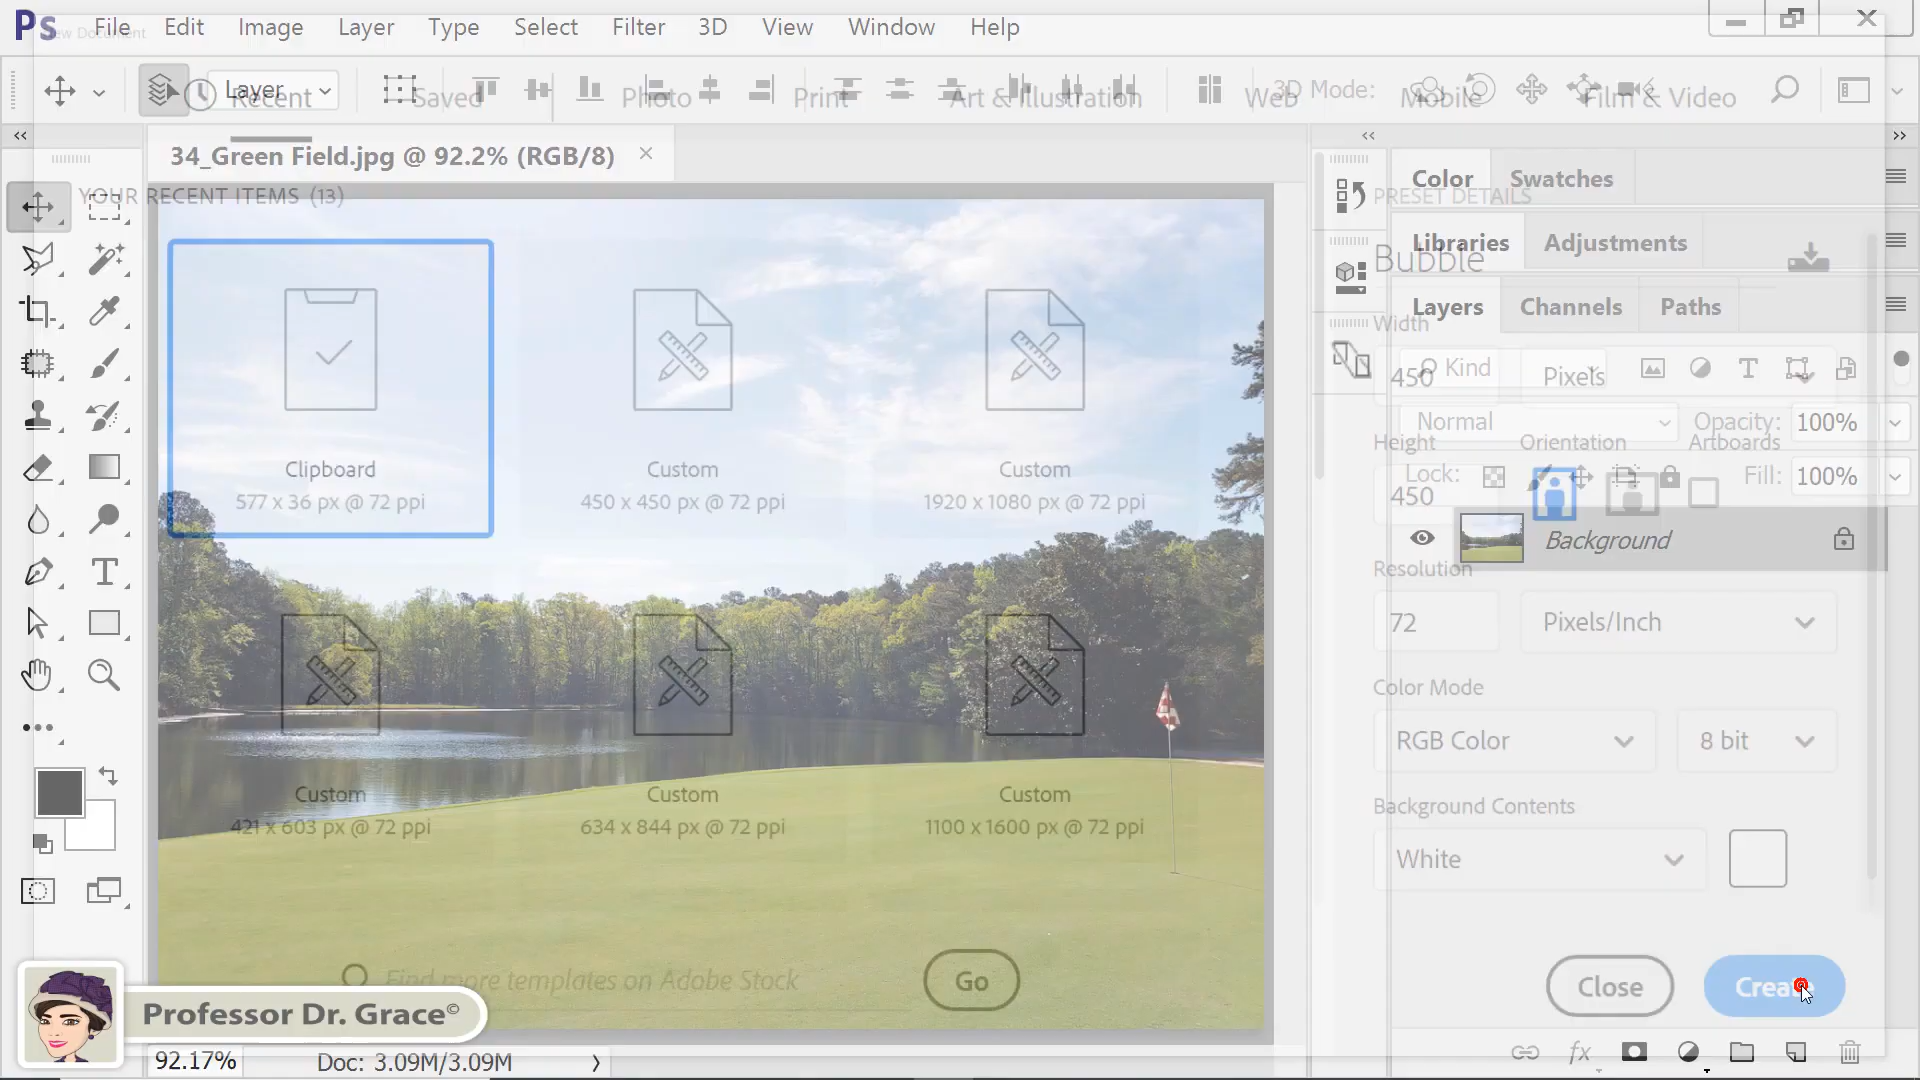 Ps File Edit Image Layer Type Select Filter 3D View Window Help
New Document
Layer 3D Mode:
Recent Saved Photo Print Art & Illustration Web Mobile Film & Video
34_Green Field.jpg @ 92.2% (RGB/8)
YOUR RECENT ITEMS (13)
Clipboard
577 x 36 px @ 72 ppi
Custom
450 x 450 px @ 72 ppi
Custom
1920 x 1080 px @ 72 ppi
Custom
421 x 603 px @ 72 ppi
Custom
634 x 844 px @ 72 ppi
Custom
1100 x 1600 px @ 72 ppi
Find more templates on Adobe Stock
Go
Color Swatches
PRESET DETAILS
Libraries Adjustments
Bubble
Layers Channels Paths
Width
Kind
450 Pixels
Normal Opacity: 100%
Height Orientation Artboards
Lock: Fill: 100%
450
Background
Resolution
72 Pixels/Inch
Color Mode
RGB Color 8 bit
Background Contents
White
Close Create
fx
Professor Dr. Grace©
92.17% Doc: 3.09M/3.09M